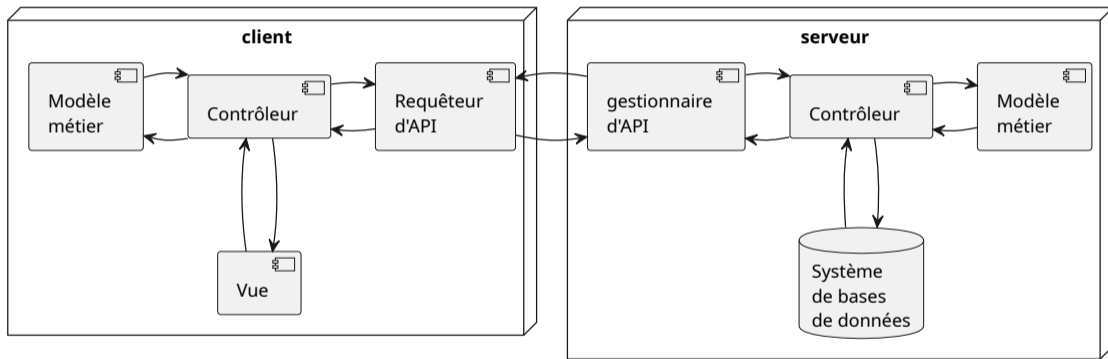 client
Modèle
métier
Contrôleur
Requêteur
d'API
Vue
serveur
gestionnaire
d'API
Contrôleur
Modèle
métier
Système
de bases
de données